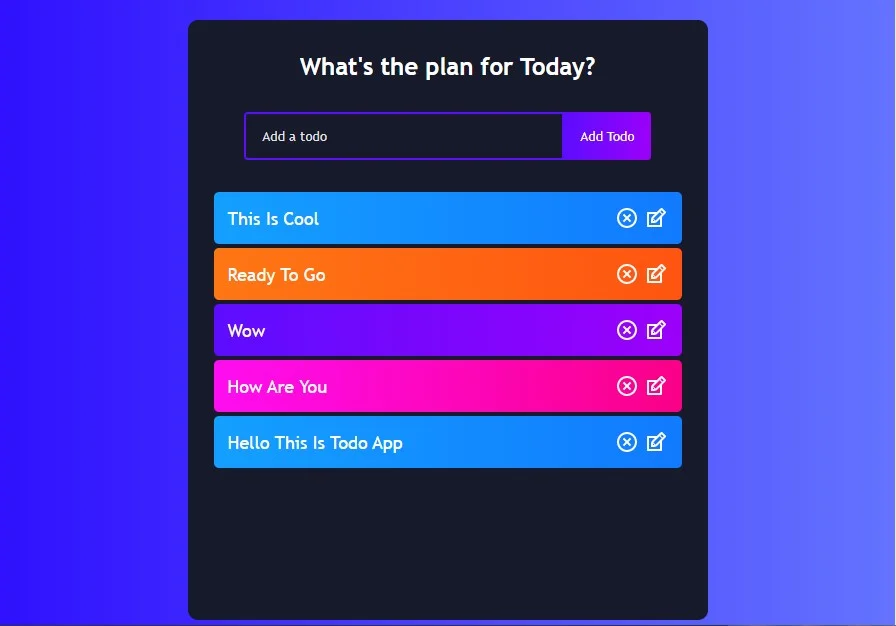 What's the plan for Today?
Add a todo
Add Todo
This Is Cool
Ready To Go
Wow
How Are You
Hello This Is Todo App